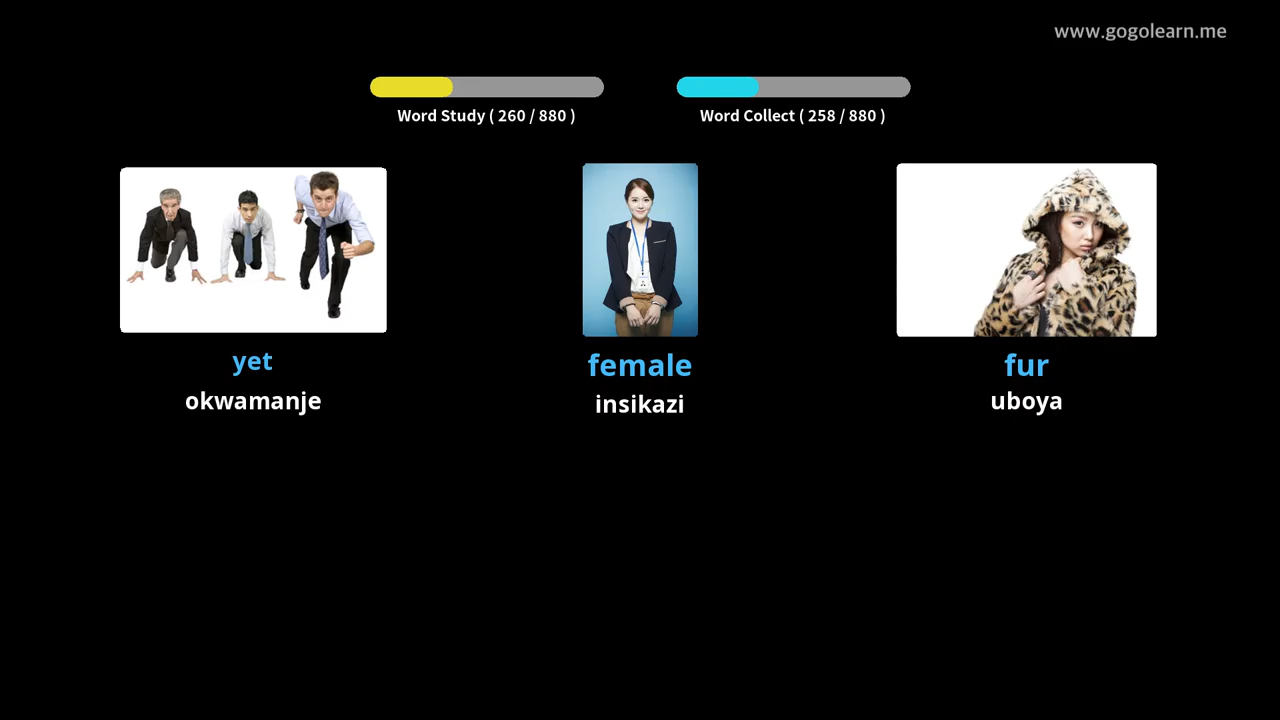 www.gogolearn.me
Word Study ( 260 / 880 )
Word Collect ( 258 / 880 )
yet
okwamanje
female
insikazi
fur
uboya